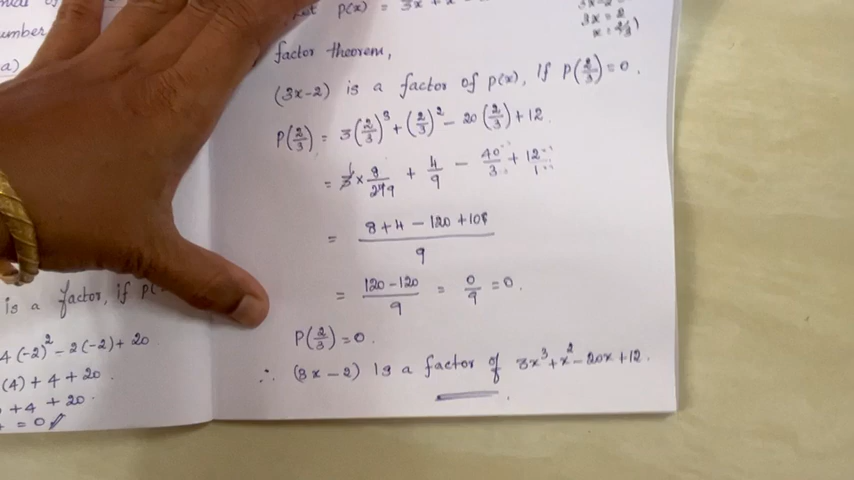 umber
a)
is a factor, if P(
4(-2)² - 2(-2) + 20
(4) + 4 + 20.
+ 4 + 20.
= 0
P(x) = 3x
3x = 2
x = 2/3)
factor theorem,
(3x-2) is a factor of p(x), if P(2/3) = 0.
P(2/3) = 3(2/3)³ + (2/3)² - 20(2/3) + 12
= 3 × 8/27 9 + 4/9 - 40/3 + 12/1
= 8+4-120+108/9
= 120-120/9 = 0/9 = 0.
P(2/3) = 0.
∴ (3x-2) Is a factor of 3x³+x²-20x+12.